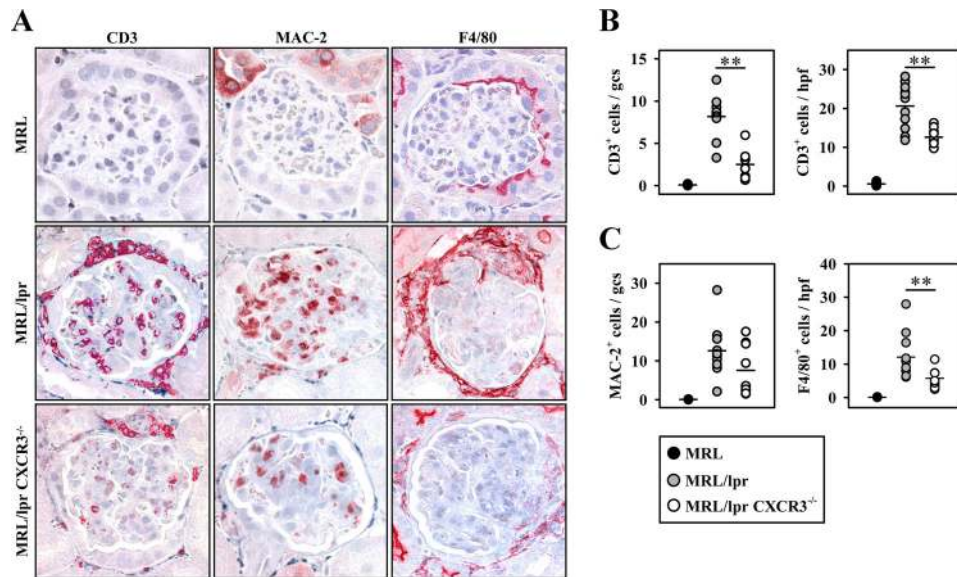 A
CD3
MAC-2
F4/80
MRL
MRL/lpr
MRL/lpr CXCR3⁻/⁻
B
CD3⁺ cells / gcs
15
10
5
0
**
CD3⁺ cells / hpf
30
20
10
0
**
C
MAC-2⁺ cells / gcs
30
20
10
0
F4/80⁺ cells / hpf
40
30
20
10
0
**
MRL
MRL/lpr
MRL/lpr CXCR3⁻/⁻